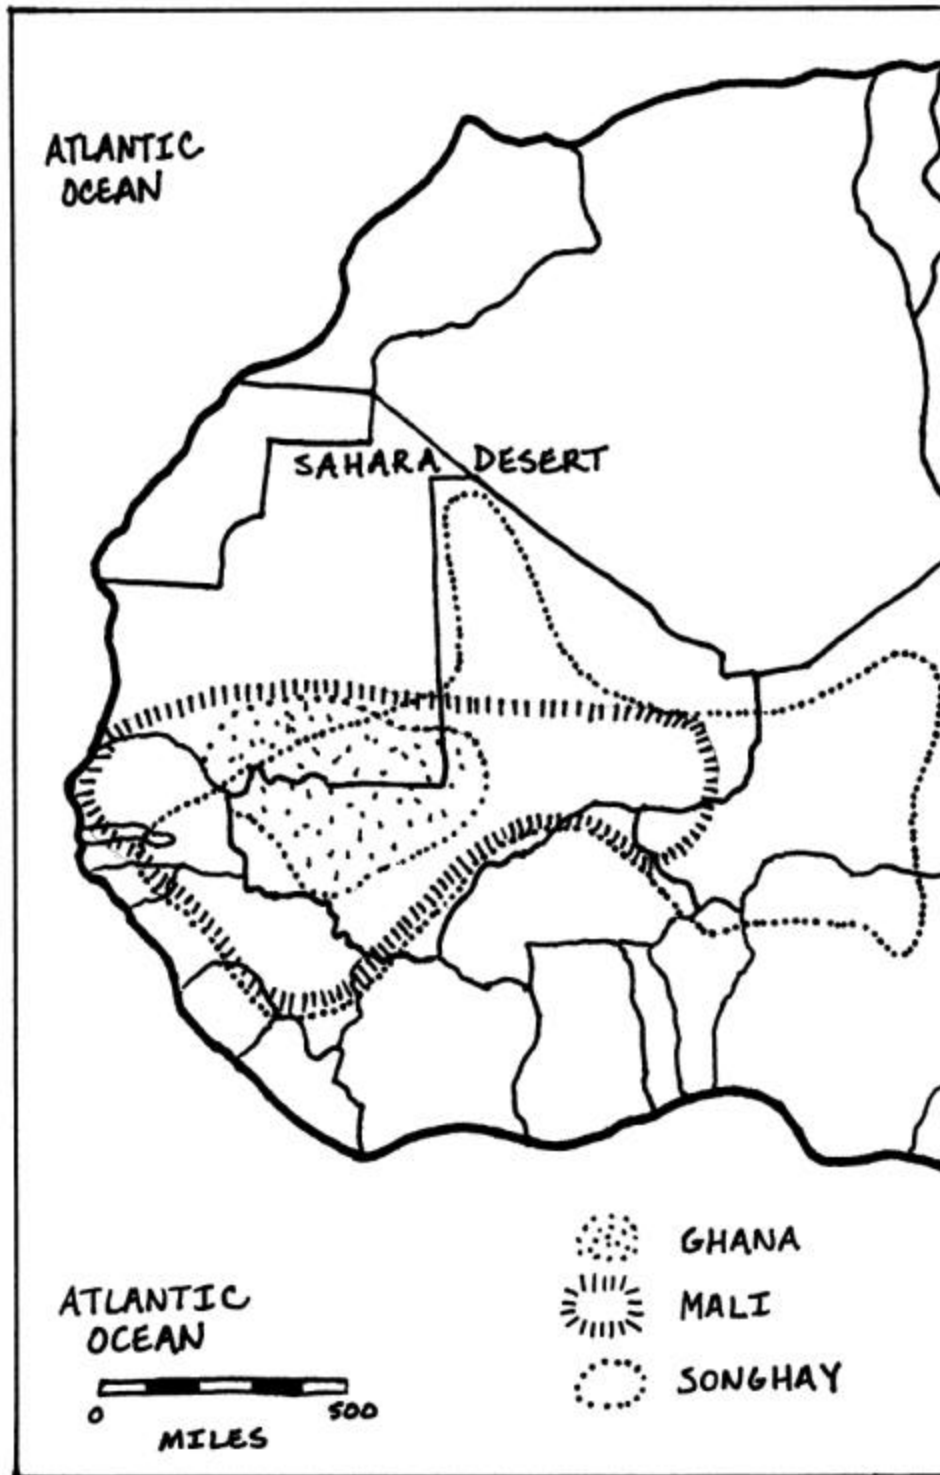 ATLANTIC
OCEAN
SAHARA DESERT
GHANA
MALI
SONGHAY
ATLANTIC
OCEAN
0 500
MILES